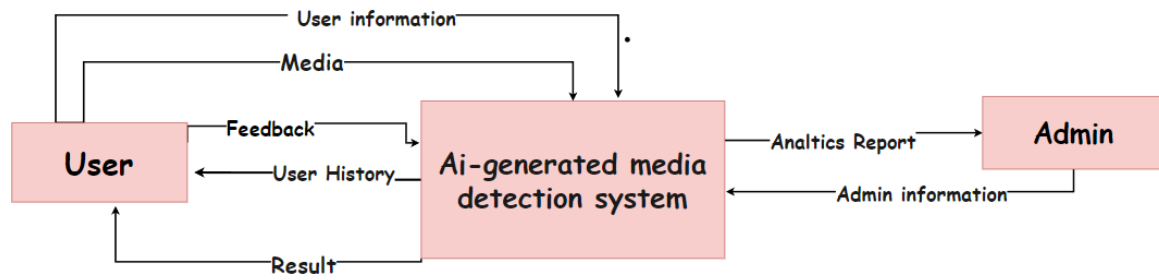 User information
Media
Feedback
User
User History
Result
Ai-generated media
detection system
Analtics Report
Admin
Admin information